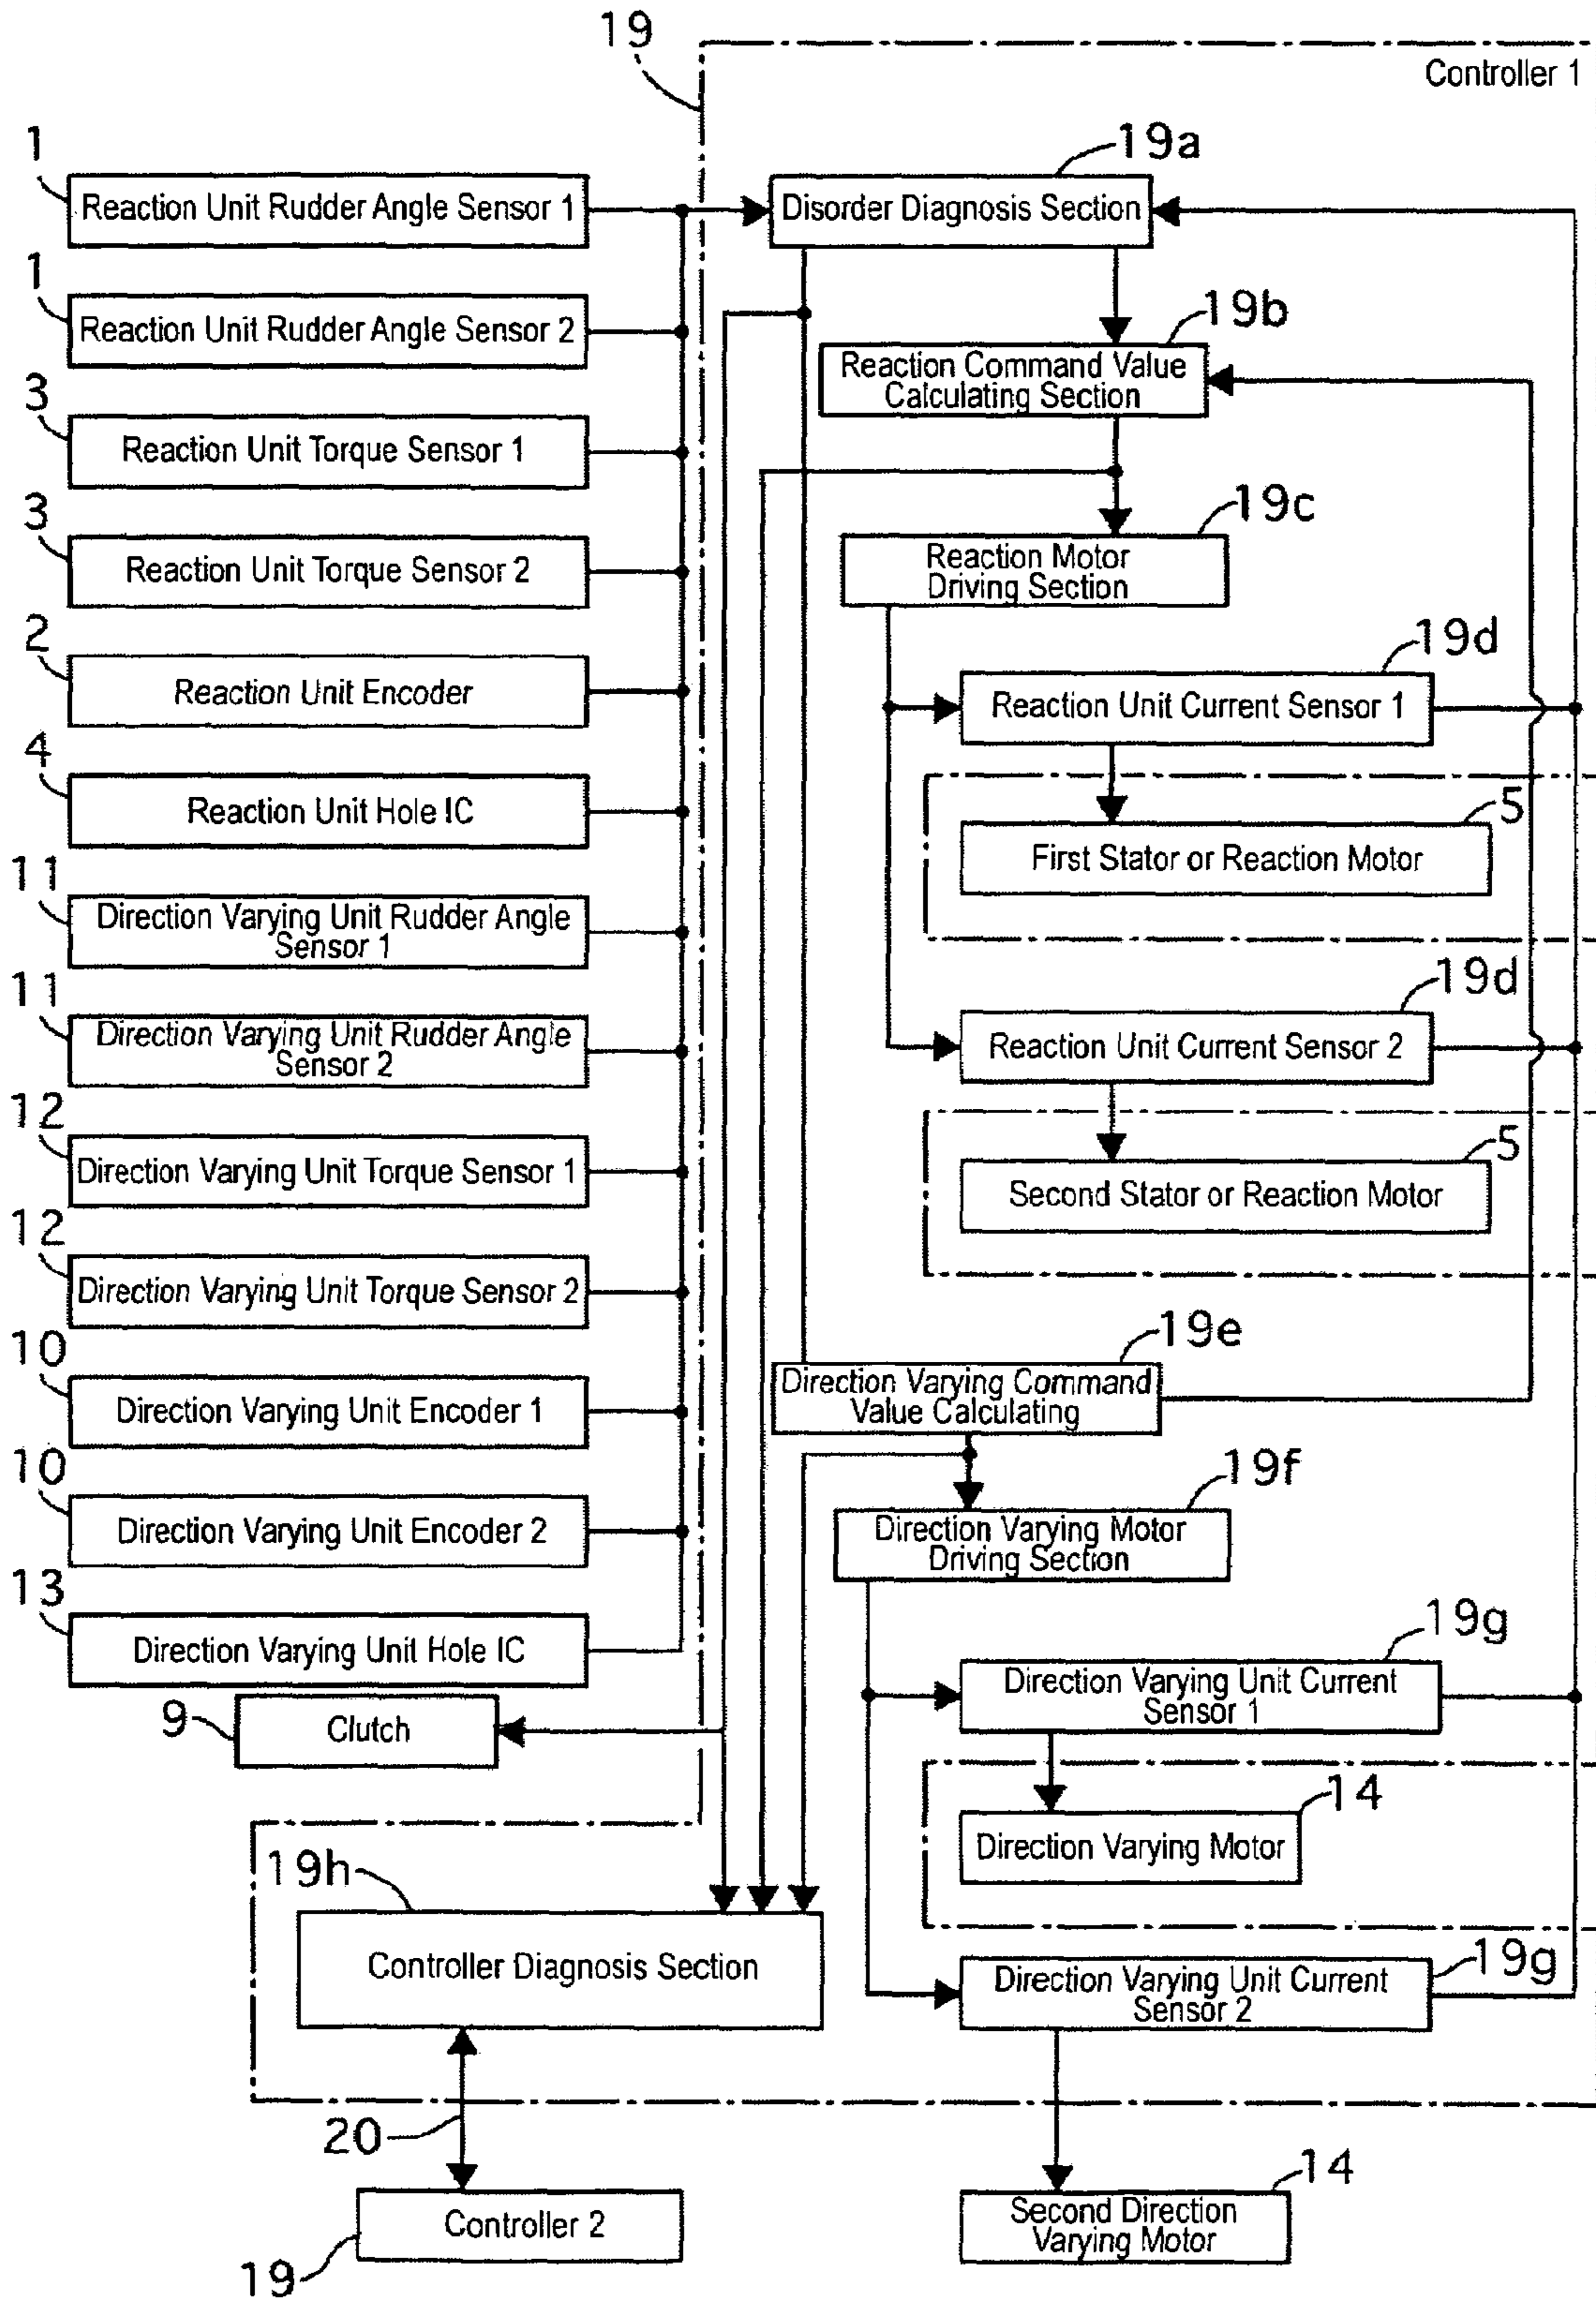 19
Controller 1
1
Reaction Unit Rudder Angle Sensor 1
19a
Disorder Diagnosis Section
1
Reaction Unit Rudder Angle Sensor 2
19b
Reaction Command Value
Calculating Section
3
Reaction Unit Torque Sensor 1
3
Reaction Unit Torque Sensor 2
19c
Reaction Motor
Driving Section
2
Reaction Unit Encoder
19d
Reaction Unit Current Sensor 1
4
Reaction Unit Hole IC
5
First Stator or Reaction Motor
11
Direction Varying Unit Rudder Angle
Sensor 1
11
Direction Varying Unit Rudder Angle
Sensor 2
19d
Reaction Unit Current Sensor 2
12
Direction Varying Unit Torque Sensor 1
5
Second Stator or Reaction Motor
12
Direction Varying Unit Torque Sensor 2
10
Direction Varying Unit Encoder 1
19e
Direction Varying Command
Value Calculating
10
Direction Varying Unit Encoder 2
19f
Direction Varying Motor
Driving Section
13
Direction Varying Unit Hole IC
19g
Direction Varying Unit Current
Sensor 1
9
Clutch
14
Direction Varying Motor
19h
Controller Diagnosis Section
19g
Direction Varying Unit Current
Sensor 2
20
19
Controller 2
14
Second Direction
Varying Motor